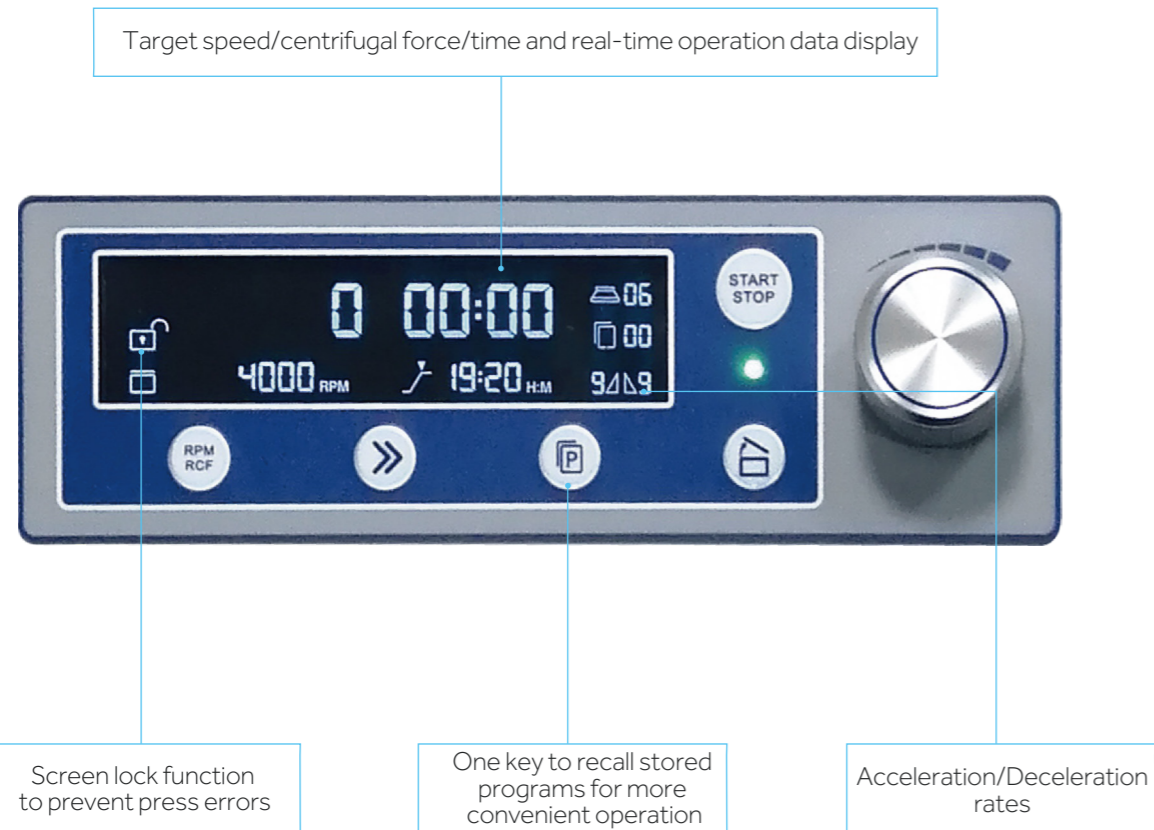 Target speed/centrifugal force/time and real-time operation data display
0 00:00 06
00
4000 RPM 19:20 H:M 9 9
START
STOP
RPM
RCF
P
Screen lock function
to prevent press errors
One key to recall stored
programs for more
convenient operation
Acceleration/Deceleration
rates